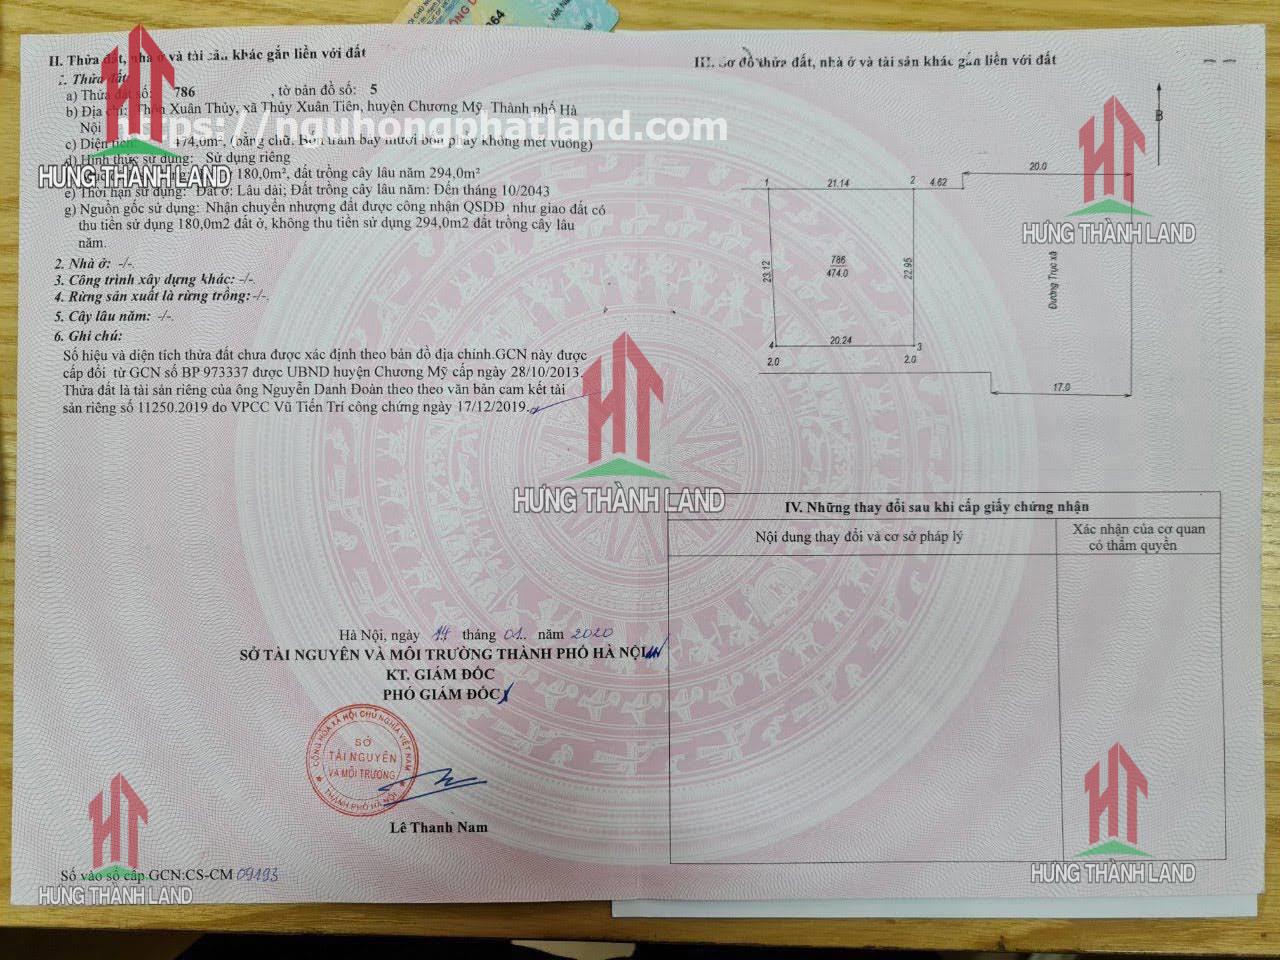 II. Thửa đất, nhà ở và tài sản khác gắn liền với đất
1. Thửa đất
a) Thửa đất số: 786 , tờ bản đồ số: 5
b) Địa chỉ: Thôn Xuân Thủy, xã Thủy Xuân Tiên, huyện Chương Mỹ, Thành phố Hà
Nội
https://nguhongphatland.com
c) Diện tích: 474,0m², (bằng chữ: Bốn trăm bảy mươi bốn phảy không mét vuông)
d) Hình thức sử dụng: Sử dụng riêng
180,0m², đất trồng cây lâu năm 294,0m²
HƯNG THÀNH LAND
e) Thời hạn sử dụng: Đất ở: Lâu dài; Đất trồng cây lâu năm: Đến tháng 10/2043
g) Nguồn gốc sử dụng: Nhận chuyển nhượng đất được công nhận QSDĐ như giao đất có
thu tiền sử dụng 180,0m2 đất ở, không thu tiền sử dụng 294,0m2 đất trồng cây lâu
năm.
2. Nhà ở: -/-.
3. Công trình xây dựng khác: -/-.
4. Rừng sản xuất là rừng trồng: -/-.
5. Cây lâu năm: -/-.
6. Ghi chú:
Số hiệu và diện tích thửa đất chưa được xác định theo bản đồ địa chính.GCN này được
cấp đổi từ GCN số BP 973337 được UBND huyện Chương Mỹ cấp ngày 28/10/2013.
Thửa đất là tài sản riêng của ông Nguyễn Danh Đoàn theo theo văn bản cam kết tài
sản riêng số 11250.2019 do VPCC Vũ Tiến Trí công chứng ngày 17/12/2019.
HT
HƯNG THÀNH LAND
Hà Nội, ngày 14 tháng 01. năm 2020
SỞ TÀI NGUYÊN VÀ MÔI TRƯỜNG THÀNH PHỐ HÀ NỘI
KT. GIÁM ĐỐC
PHÓ GIÁM ĐỐC
CỘNG HÒA XÃ HỘI CHỦ NGHĨA VIỆT NAM
SỞ
TÀI NGUYÊN
VÀ MÔI TRƯỜNG
THÀNH PHỐ HÀ NỘI
Lê Thanh Nam
Số vào sổ cấp GCN:CS-CM 09193
HT
HƯNG THÀNH LAND
III. Sơ đồ thửa đất, nhà ở và tài sản khác gắn liền với đất
B
HT
HƯNG THÀNH LAND
20.0
1
21.14
2
4.62
23.12
786
474.0
22.95
Đường Trục xã
4
20.24
3
2.0
2.0
17.0
IV. Những thay đổi sau khi cấp giấy chứng nhận
Nội dung thay đổi và cơ sở pháp lý
Xác nhận của cơ quan
có thẩm quyền
HT
HƯNG THÀNH LAND